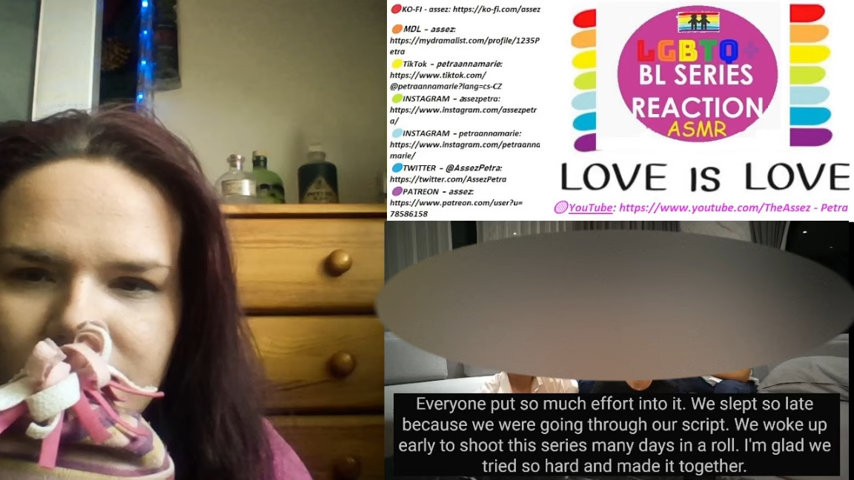 KO-FI - assez: https://ko-fi.com/assez
MDL – assez:
https://mydramalist.com/profile/1235P
etra
TikTok – petraannamarie:
https://www.tiktok.com/
@petraannamarie?lang=cs-CZ
INSTAGRAM – assezpetra:
https://www.instagram.com/assezpetr
a/
INSTAGRAM – petraannamarie:
https://www.instagram.com/petraanna
marie/
TWITTER – @AssezPetra:
https://twitter.com/AssezPetra
PATREON – assez:
https://www.patreon.com/user?u=
78586158
LGBTQ+
BL SERIES
REACTION
ASMR
LOVE IS LOVE
YouTube: https://www.youtube.com/TheAssez - Petra
Everyone put so much effort into it. We slept so late
because we were going through our script. We woke up
early to shoot this series many days in a roll. I'm glad we
tried so hard and made it together.